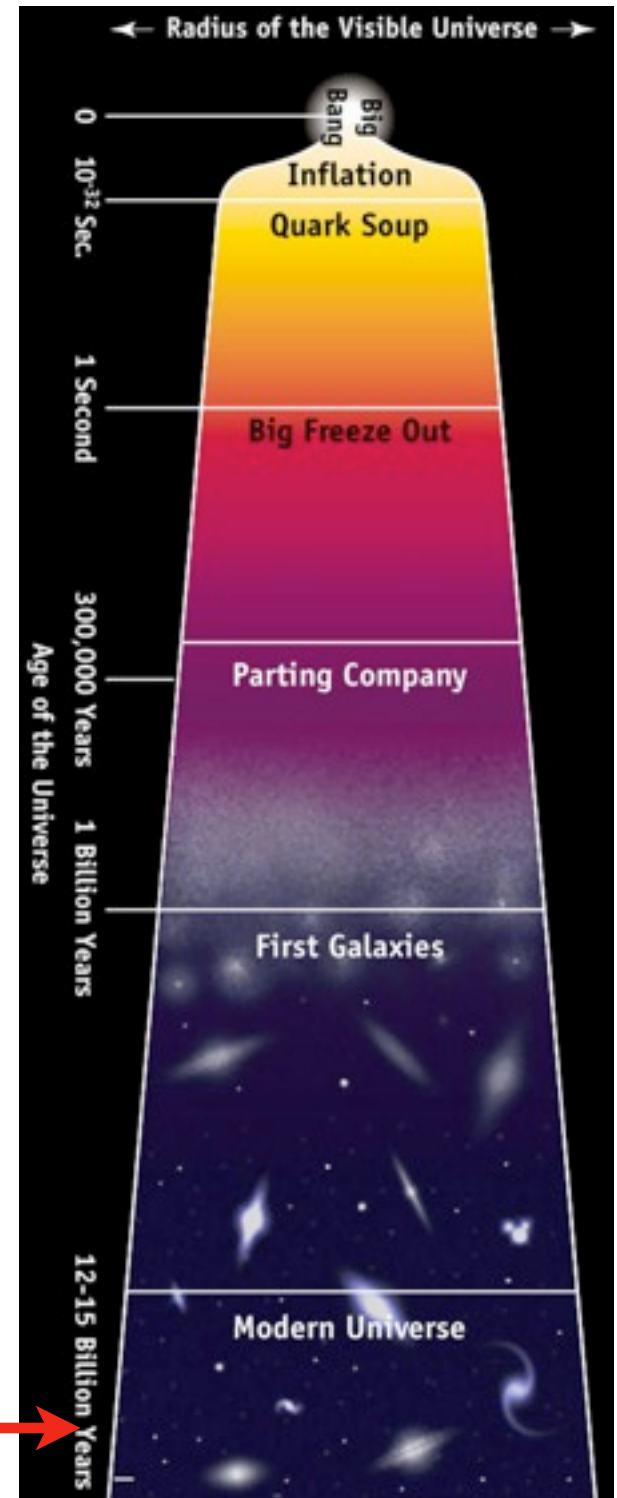 Radius of the Visible Universe
Big
Bang
0
Inflation
10⁻³² Sec.
Quark Soup
1 Second
Big Freeze Out
300,000 Years
Parting Company
Age of the Universe
1 Billion Years
First Galaxies
12-15 Billion Years
Modern Universe